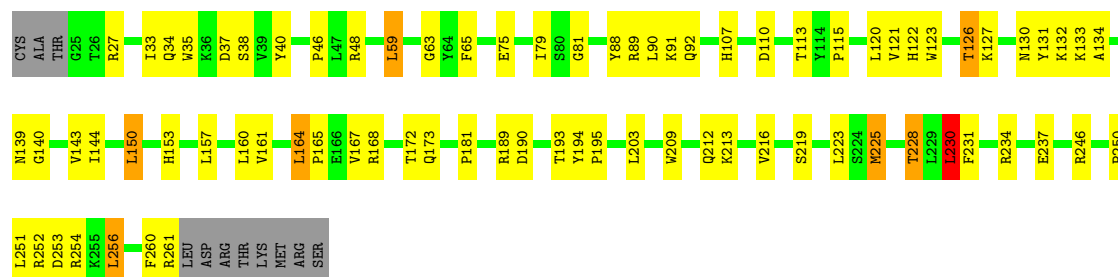 CYS ALA THR G25 T26 R27 I33 Q34 W35 K36 D37 S38 V39 Y40 P46 L47 R48 L59 G63 Y64 F65 E75 I79 S80 G81 Y88 R89 L90 K91 Q92 H107 D110 T113 Y114 P115 L120 V121 H122 W123 T126 K127 N130 Y131 K132 K133 A134
N139 G140 V143 I144 L150 H153 L157 L160 V161 L164 P165 E166 V167 R168 T172 Q173 P181 R189 D190 T193 Y194 P195 L203 W209 Q212 K213 V216 S219 L223 S224 M225 T228 L229 L230 F231 R234 E237 R246
L251 R252 D253 R254 K255 L256 F260 R261 LEU ASP ARG THR LYS MET ARG SER